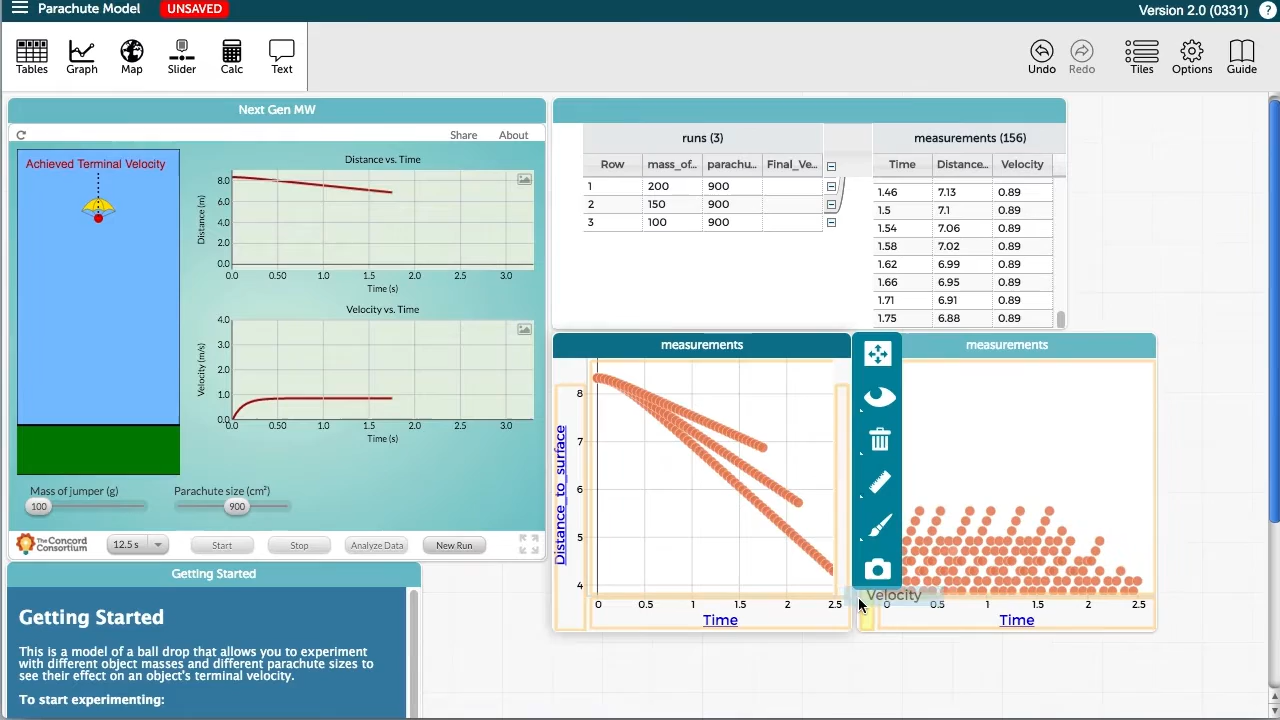 Parachute Model UNSAVED Version 2.0 (0331) ?
Tables Graph Map Slider Calc Text Undo Redo Tiles Options Guide
Next Gen MW
Share About
Achieved Terminal Velocity
Distance vs. Time
Distance (m)
8.0
6.0
4.0
2.0
0.0
0.0 0.50 1.0 1.5 2.0 2.5 3.0
Time (s)
Velocity vs. Time
Velocity (m/s)
4.0
3.0
2.0
1.0
0.0
0.0 0.50 1.0 1.5 2.0 2.5 3.0
Time (s)
Mass of jumper (g) Parachute size (cm²)
100 900
The Concord Consortium
12.5 s Start Stop Analyze Data New Run
Getting Started
Getting Started
This is a model of a ball drop that allows you to experiment
with different object masses and different parachute sizes to
see their effect on an object's terminal velocity.
To start experimenting:
runs (3)
Row mass_of... parachu... Final_Ve...
1 200 900
2 150 900
3 100 900
measurements (156)
Time Distance... Velocity
1.46 7.13 0.89
1.5 7.1 0.89
1.54 7.06 0.89
1.58 7.02 0.89
1.62 6.99 0.89
1.66 6.95 0.89
1.71 6.91 0.89
1.75 6.88 0.89
measurements
Distance_to_surface
8
7
6
5
4
0 0.5 1 1.5 2 2.5
Time
measurements
Velocity
0 0.5 1 1.5 2 2.5
Time